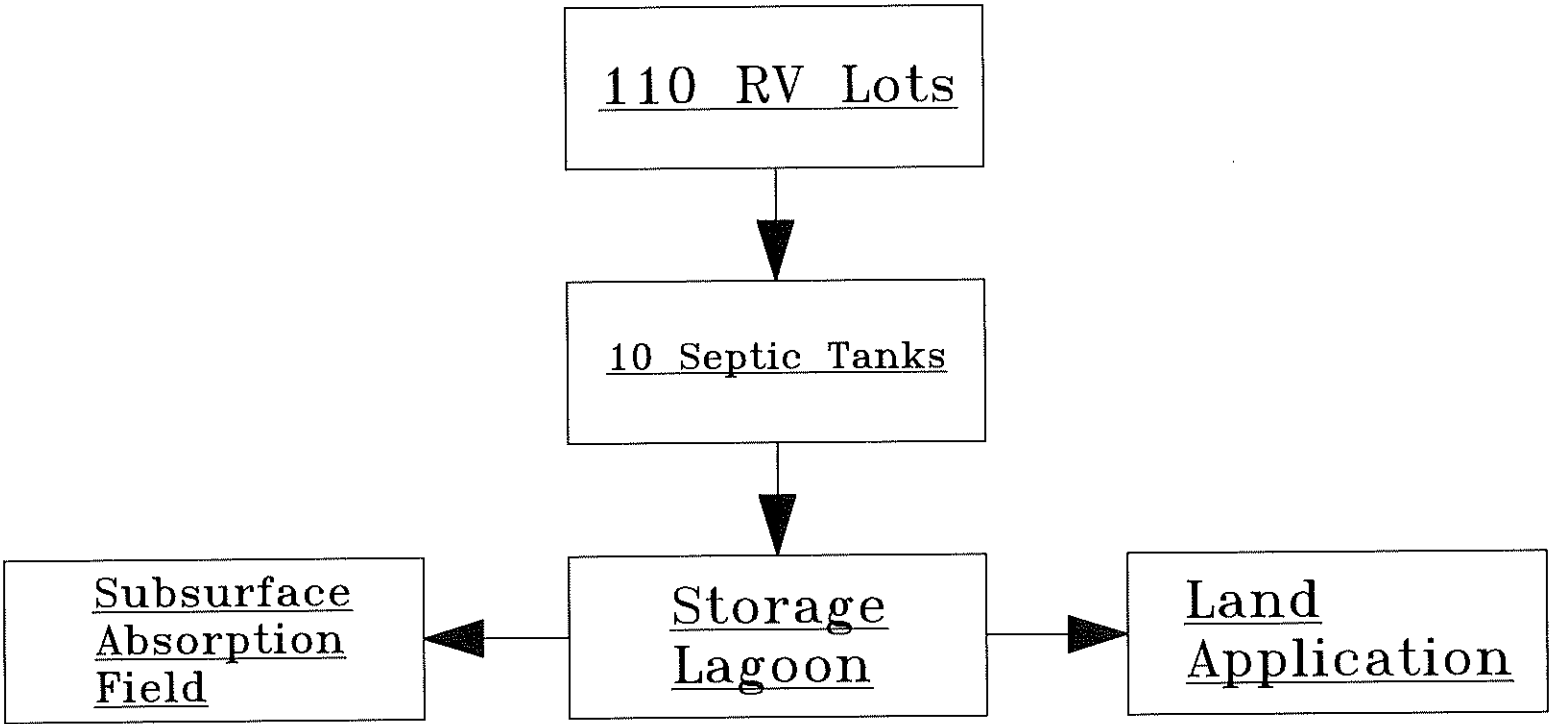 110 RV Lots
10 Septic Tanks
Subsurface
Absorption
Field
Storage
Lagoon
Land
Application